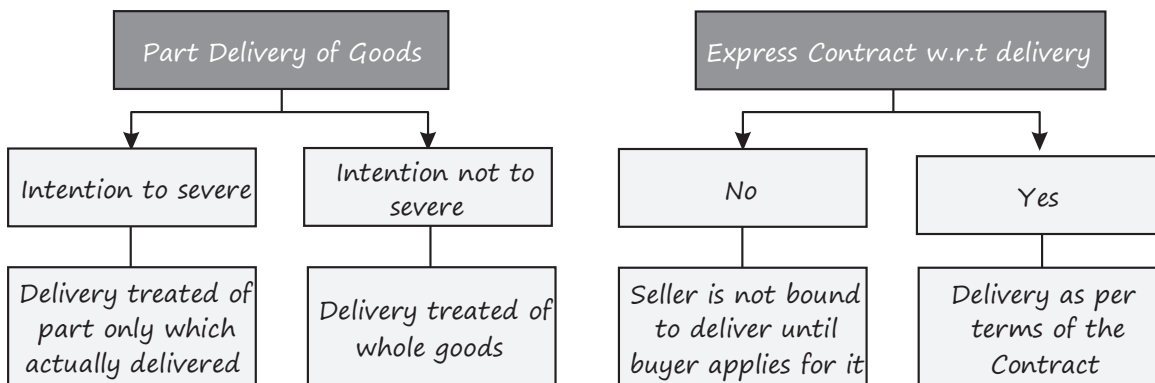 Part Delivery of Goods
Intention to severe
Intention not to
severe
Delivery treated of
part only which
actually delivered
Delivery treated of
whole goods
Express Contract w.r.t delivery
No
Yes
Seller is not bound
to deliver until
buyer applies for it
Delivery as per
terms of the
Contract